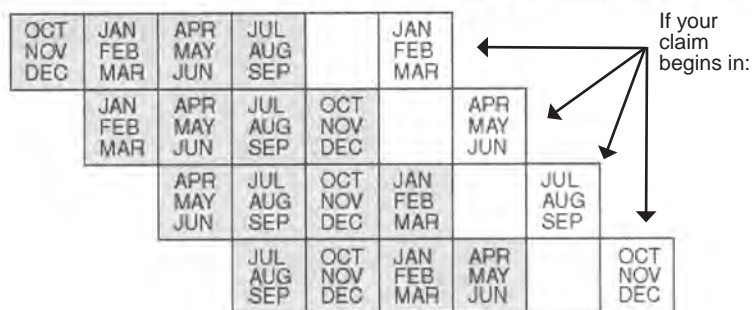 OCT JAN APR JUL JAN
NOV FEB MAY AUG FEB
DEC MAR JUN SEP MAR
If your
claim
begins in:
JAN APR JUL OCT APR
FEB MAY AUG NOV MAY
MAR JUN SEP DEC JUN
APR JUL OCT JAN JUL
MAY AUG NOV FEB AUG
JUN SEP DEC MAR SEP
JUL OCT JAN APR OCT
AUG NOV FEB MAY NOV
SEP DEC MAR JUN DEC